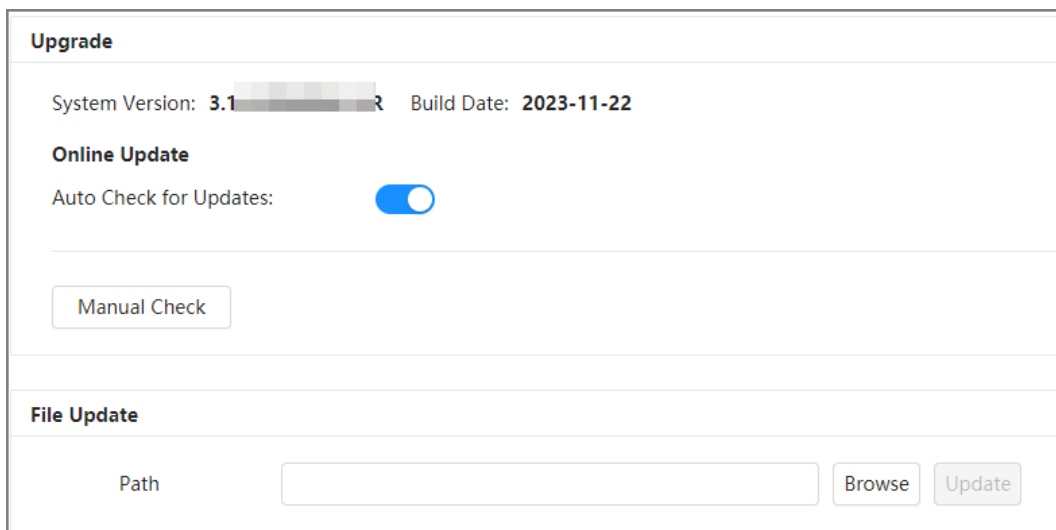 Upgrade
System Version: 3.1 R Build Date: 2023-11-22
Online Update
Auto Check for Updates:
Manual Check
File Update
Path Browse Update